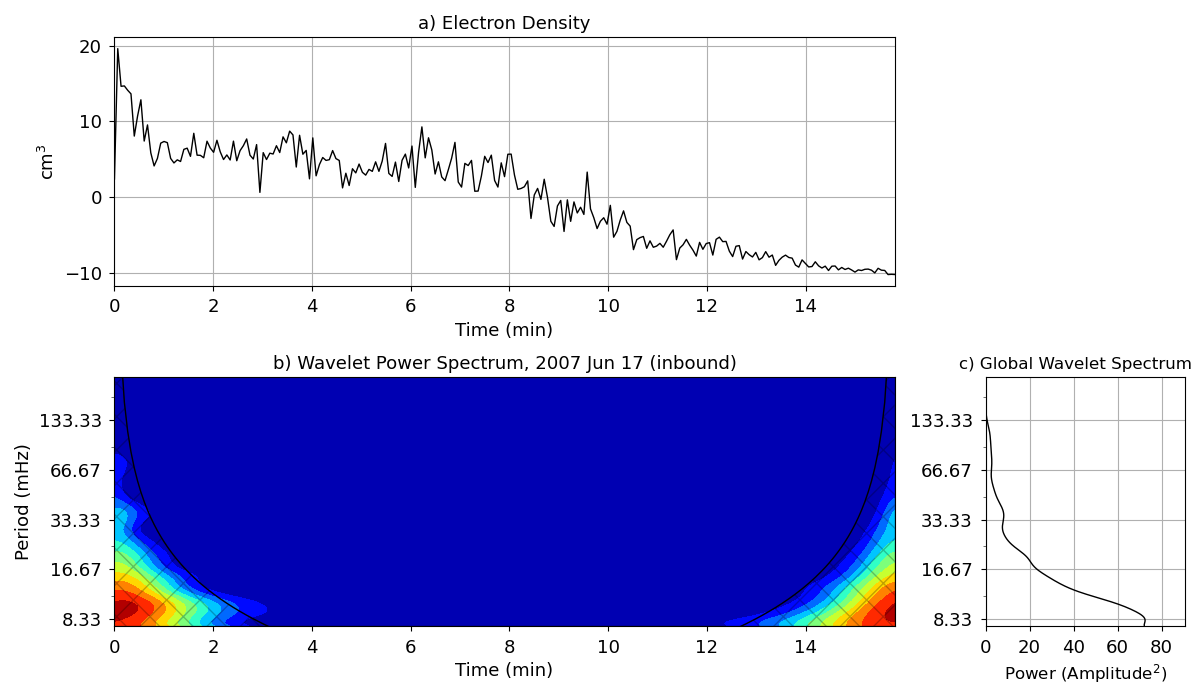 a) Electron Density
20
10
0
−10
cm³
0 2 4 6 8 10 12 14
Time (min)
b) Wavelet Power Spectrum, 2007 Jun 17 (inbound)
133.33
66.67
33.33
16.67
8.33
Period (mHz)
0 2 4 6 8 10 12 14
Time (min)
c) Global Wavelet Spectrum
133.33
66.67
33.33
16.67
8.33
0 20 40 60 80
Power (Amplitude²)